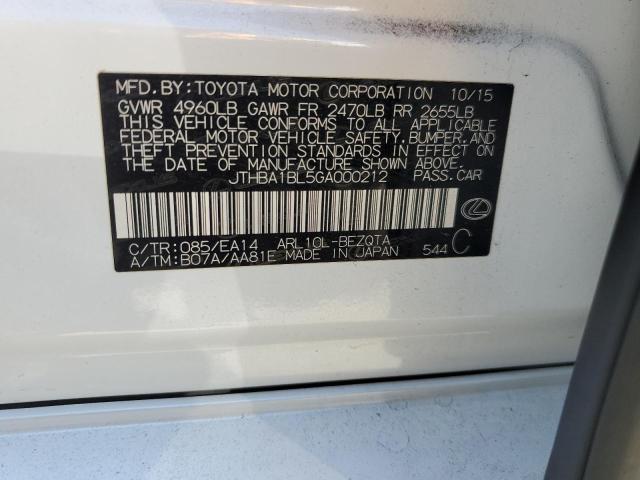 MFD.BY:TOYOTA MOTOR CORPORATION 10/15
GVWR 4960LB GAWR FR 2470LB RR 2655LB
THIS VEHICLE CONFORMS TO ALL APPLICABLE
FEDERAL MOTOR VEHICLE SAFETY,BUMPER,AND
THEFT PREVENTION STANDARDS IN EFFECT ON
THE DATE OF MANUFACTURE SHOWN ABOVE.
JTHBA1BL5GA000212 PASS.CAR
C/TR:085/EA14 ARL10L-BEZQTA C
A/TM:B07A/AA81E MADE IN JAPAN 544